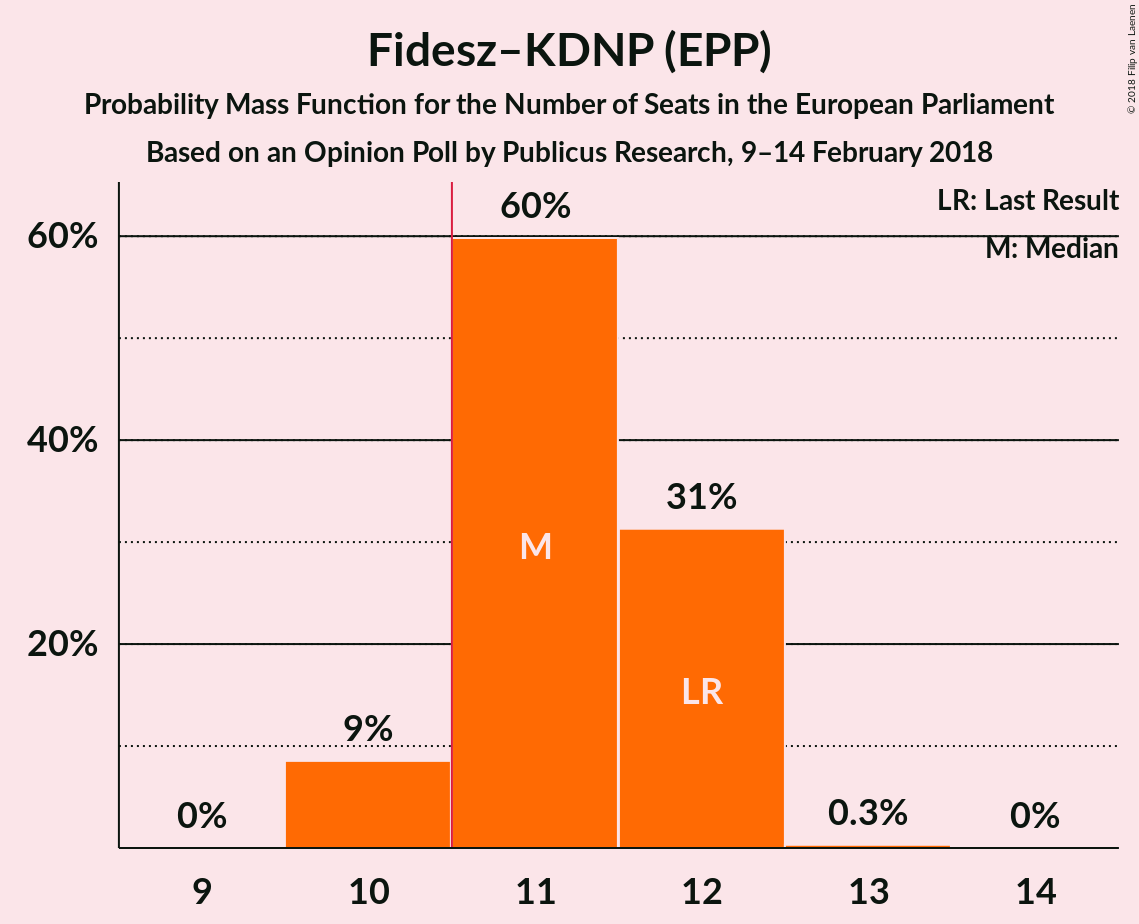 Fidesz–KDNP (EPP)
Probability Mass Function for the Number of Seats in the European Parliament
Based on an Opinion Poll by Publicus Research, 9–14 February 2018
© 2018 Filip van Laenen
LR: Last Result
M: Median
60%
40%
20%
0%
9%
60%
31%
0.3%
0%
M
LR
9
10
11
12
13
14